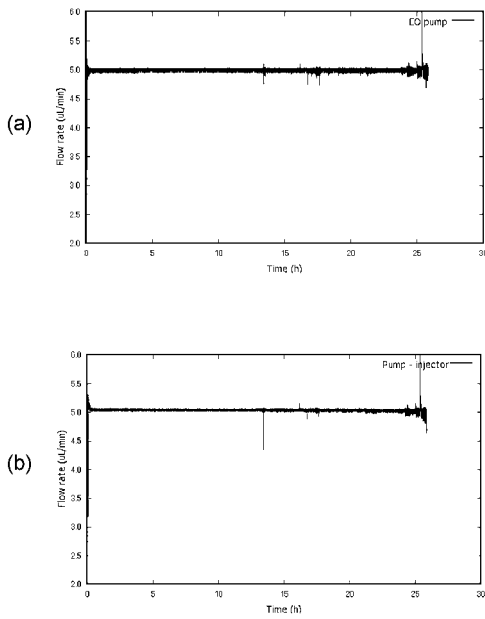 (a)
6.0
5.5
5.0
4.5
4.0
3.5
3.0
2.5
2.0
Flow rate (uL/min)
EO pump
0 5 10 15 20 25 30
Time (h)
(b)
6.0
5.5
5.0
4.5
4.0
3.5
3.0
2.5
2.0
Flow rate (uL/min)
Pump - injector
0 5 10 15 20 25 30
Time (h)